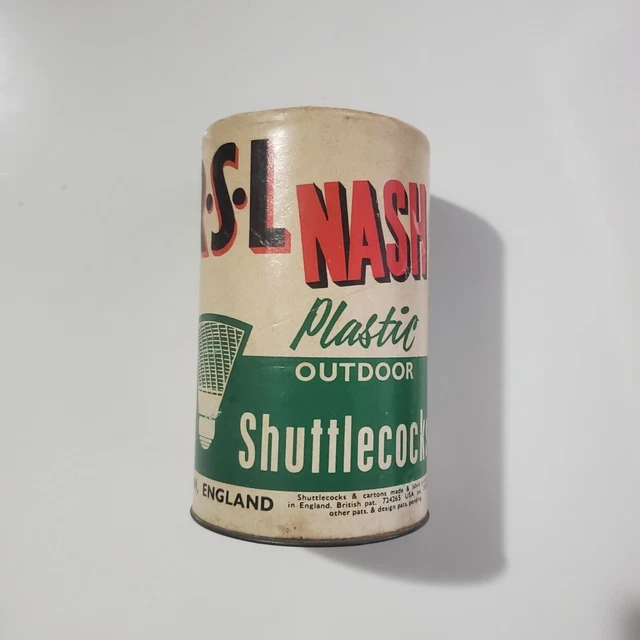 R·S·L NASH
Plastic
OUTDOOR
Shuttlecock
ENGLAND
Shuttlecocks & cartons made &
in England. British pat. 724265 USA.
other pats. & design pats. pending